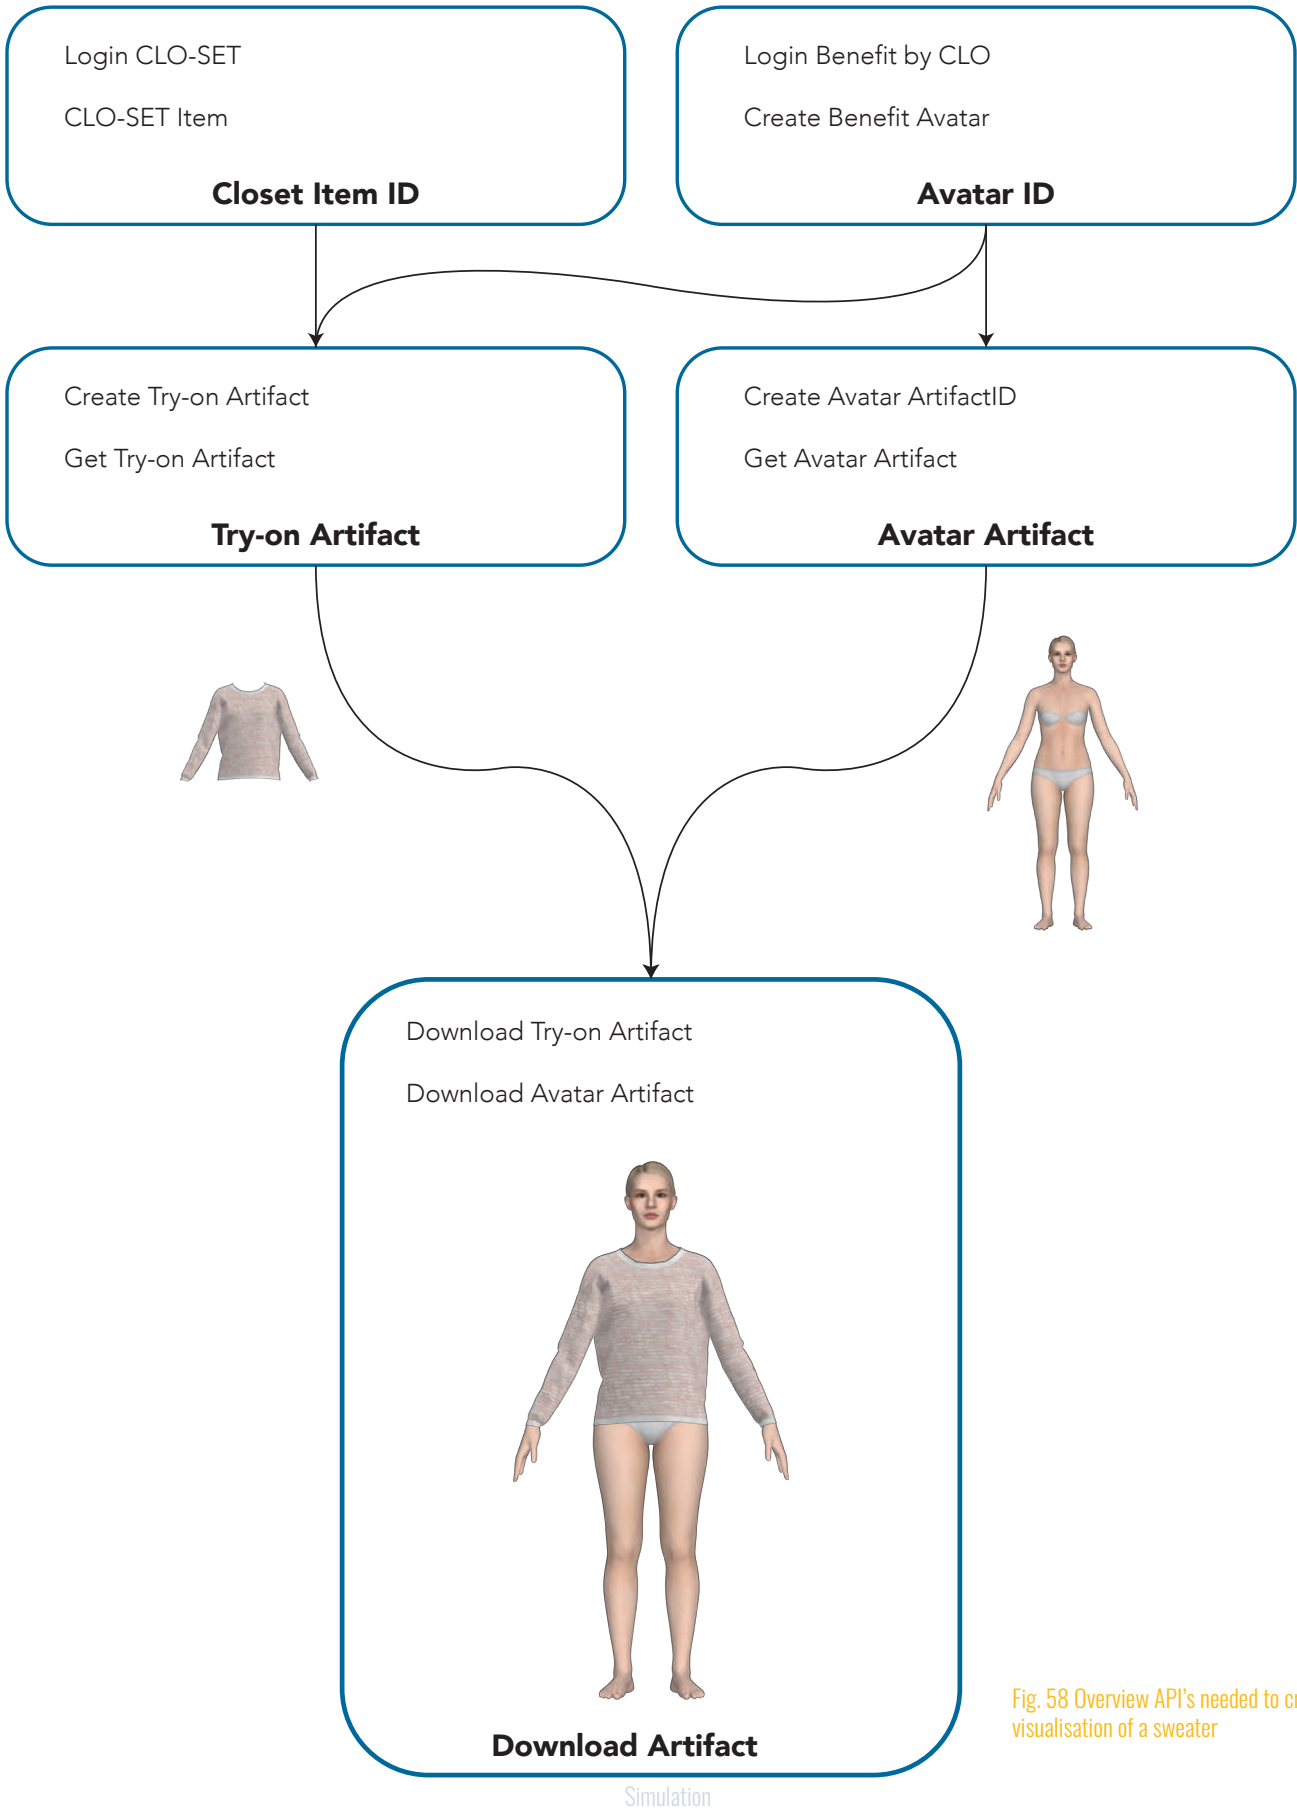 Login CLO-SET
CLO-SET Item
Closet Item ID
Login Benefit by CLO
Create Benefit Avatar
Avatar ID
Create Try-on Artifact
Get Try-on Artifact
Try-on Artifact
Create Avatar ArtifactID
Get Avatar Artifact
Avatar Artifact
Download Try-on Artifact
Download Avatar Artifact
Download Artifact
Fig. 58 Overview API's needed to
visualisation of a sweater
Simulation